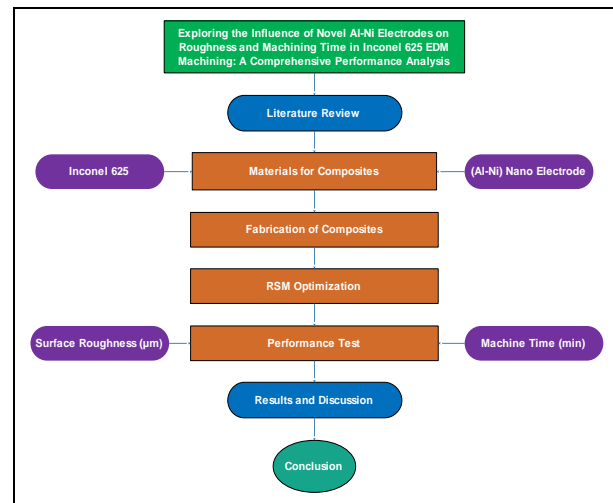 Exploring the Influence of Novel Al-Ni Electrodes on
Roughness and Machining Time in Inconel 625 EDM
Machining: A Comprehensive Performance Analysis
Literature Review
Inconel 625
Materials for Composites
(Al-Ni) Nano Electrode
Fabrication of Composites
RSM Optimization
Surface Roughness (µm)
Performance Test
Machine Time (min)
Results and Discussion
Conclusion